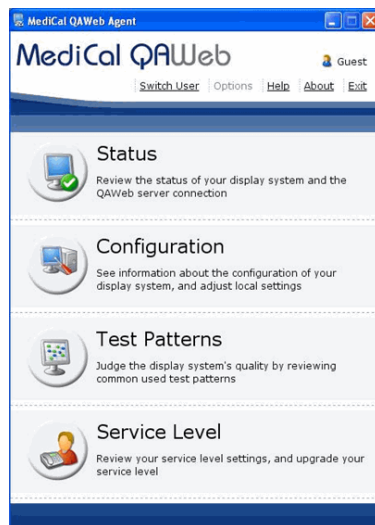 MediCal QAWeb Agent
MediCal QAWeb
Guest
Switch User Options Help About Exit
Status
Review the status of your display system and the
QAWeb server connection
Configuration
See information about the configuration of your
display system, and adjust local settings
Test Patterns
Judge the display system's quality by reviewing
common used test patterns
Service Level
Review your service level settings, and upgrade your
service level